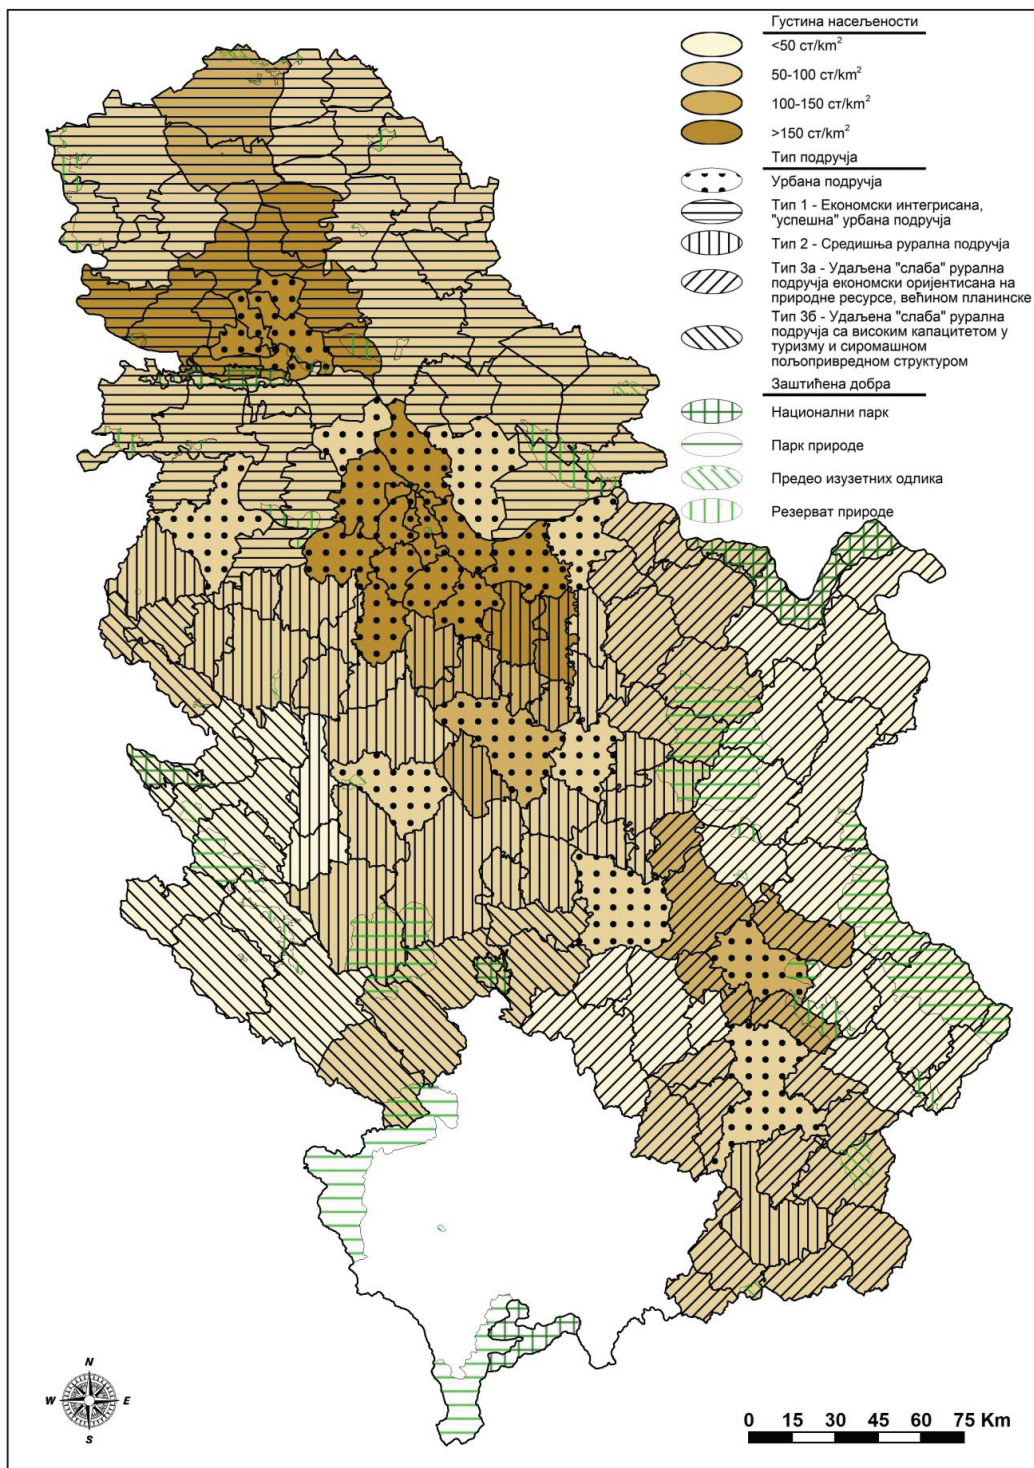 Густина насељености
<50 ст/km²
50-100 ст/km²
100-150 ст/km²
>150 ст/km²
Тип подручја
Урбана подручја
Тип 1 - Економски интегрисана,
"успешна" урбана подручја
Тип 2 - Средишња рурална подручја
Тип 3а - Удаљена "слаба" рурална
подручја економски оријентисана на
природне ресурсе, већином планинске
Тип 3б - Удаљена "слаба" рурална
подручја са високим капацитетом у
туризму и сиромашном
пољопривредном структуром
Заштићена добра
Национални парк
Парк природе
Предео изузетних одлика
Резерват природе
N
W E
S
0 15 30 45 60 75 Km